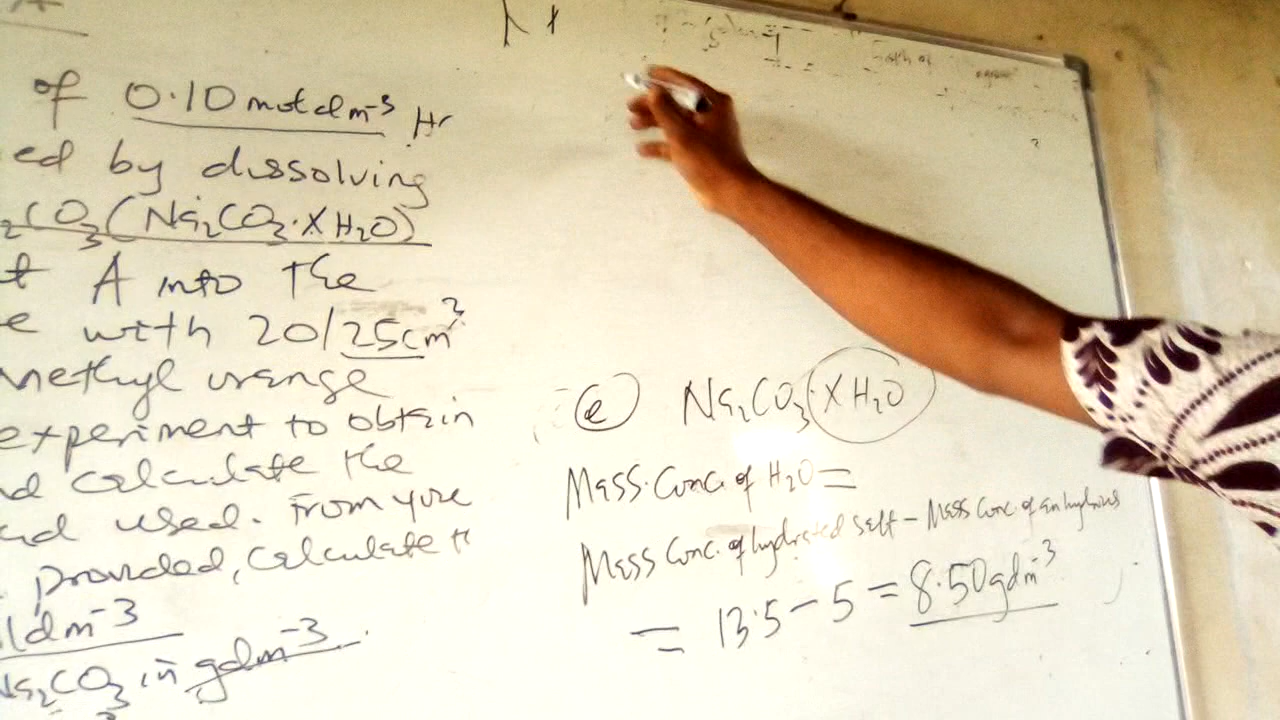 of 0.10 moldm⁻³ Hr
ed by dissolving
₂CO₃(Na₂CO₃.XH₂O)
t A into the
e with 20/25cm³
methyl orange
experiment to obtain
d calculate the
cid used. From your
provided, calculate t
ldm⁻³
Na₂CO₃ in gdm⁻³.
(e) Na₂CO₃.XH₂O
Mass. Conc. of H₂O =
Mass Conc. of hydrated salt - Mass Conc. of anhydrous
= 13.5 - 5 = 8.50gdm⁻³